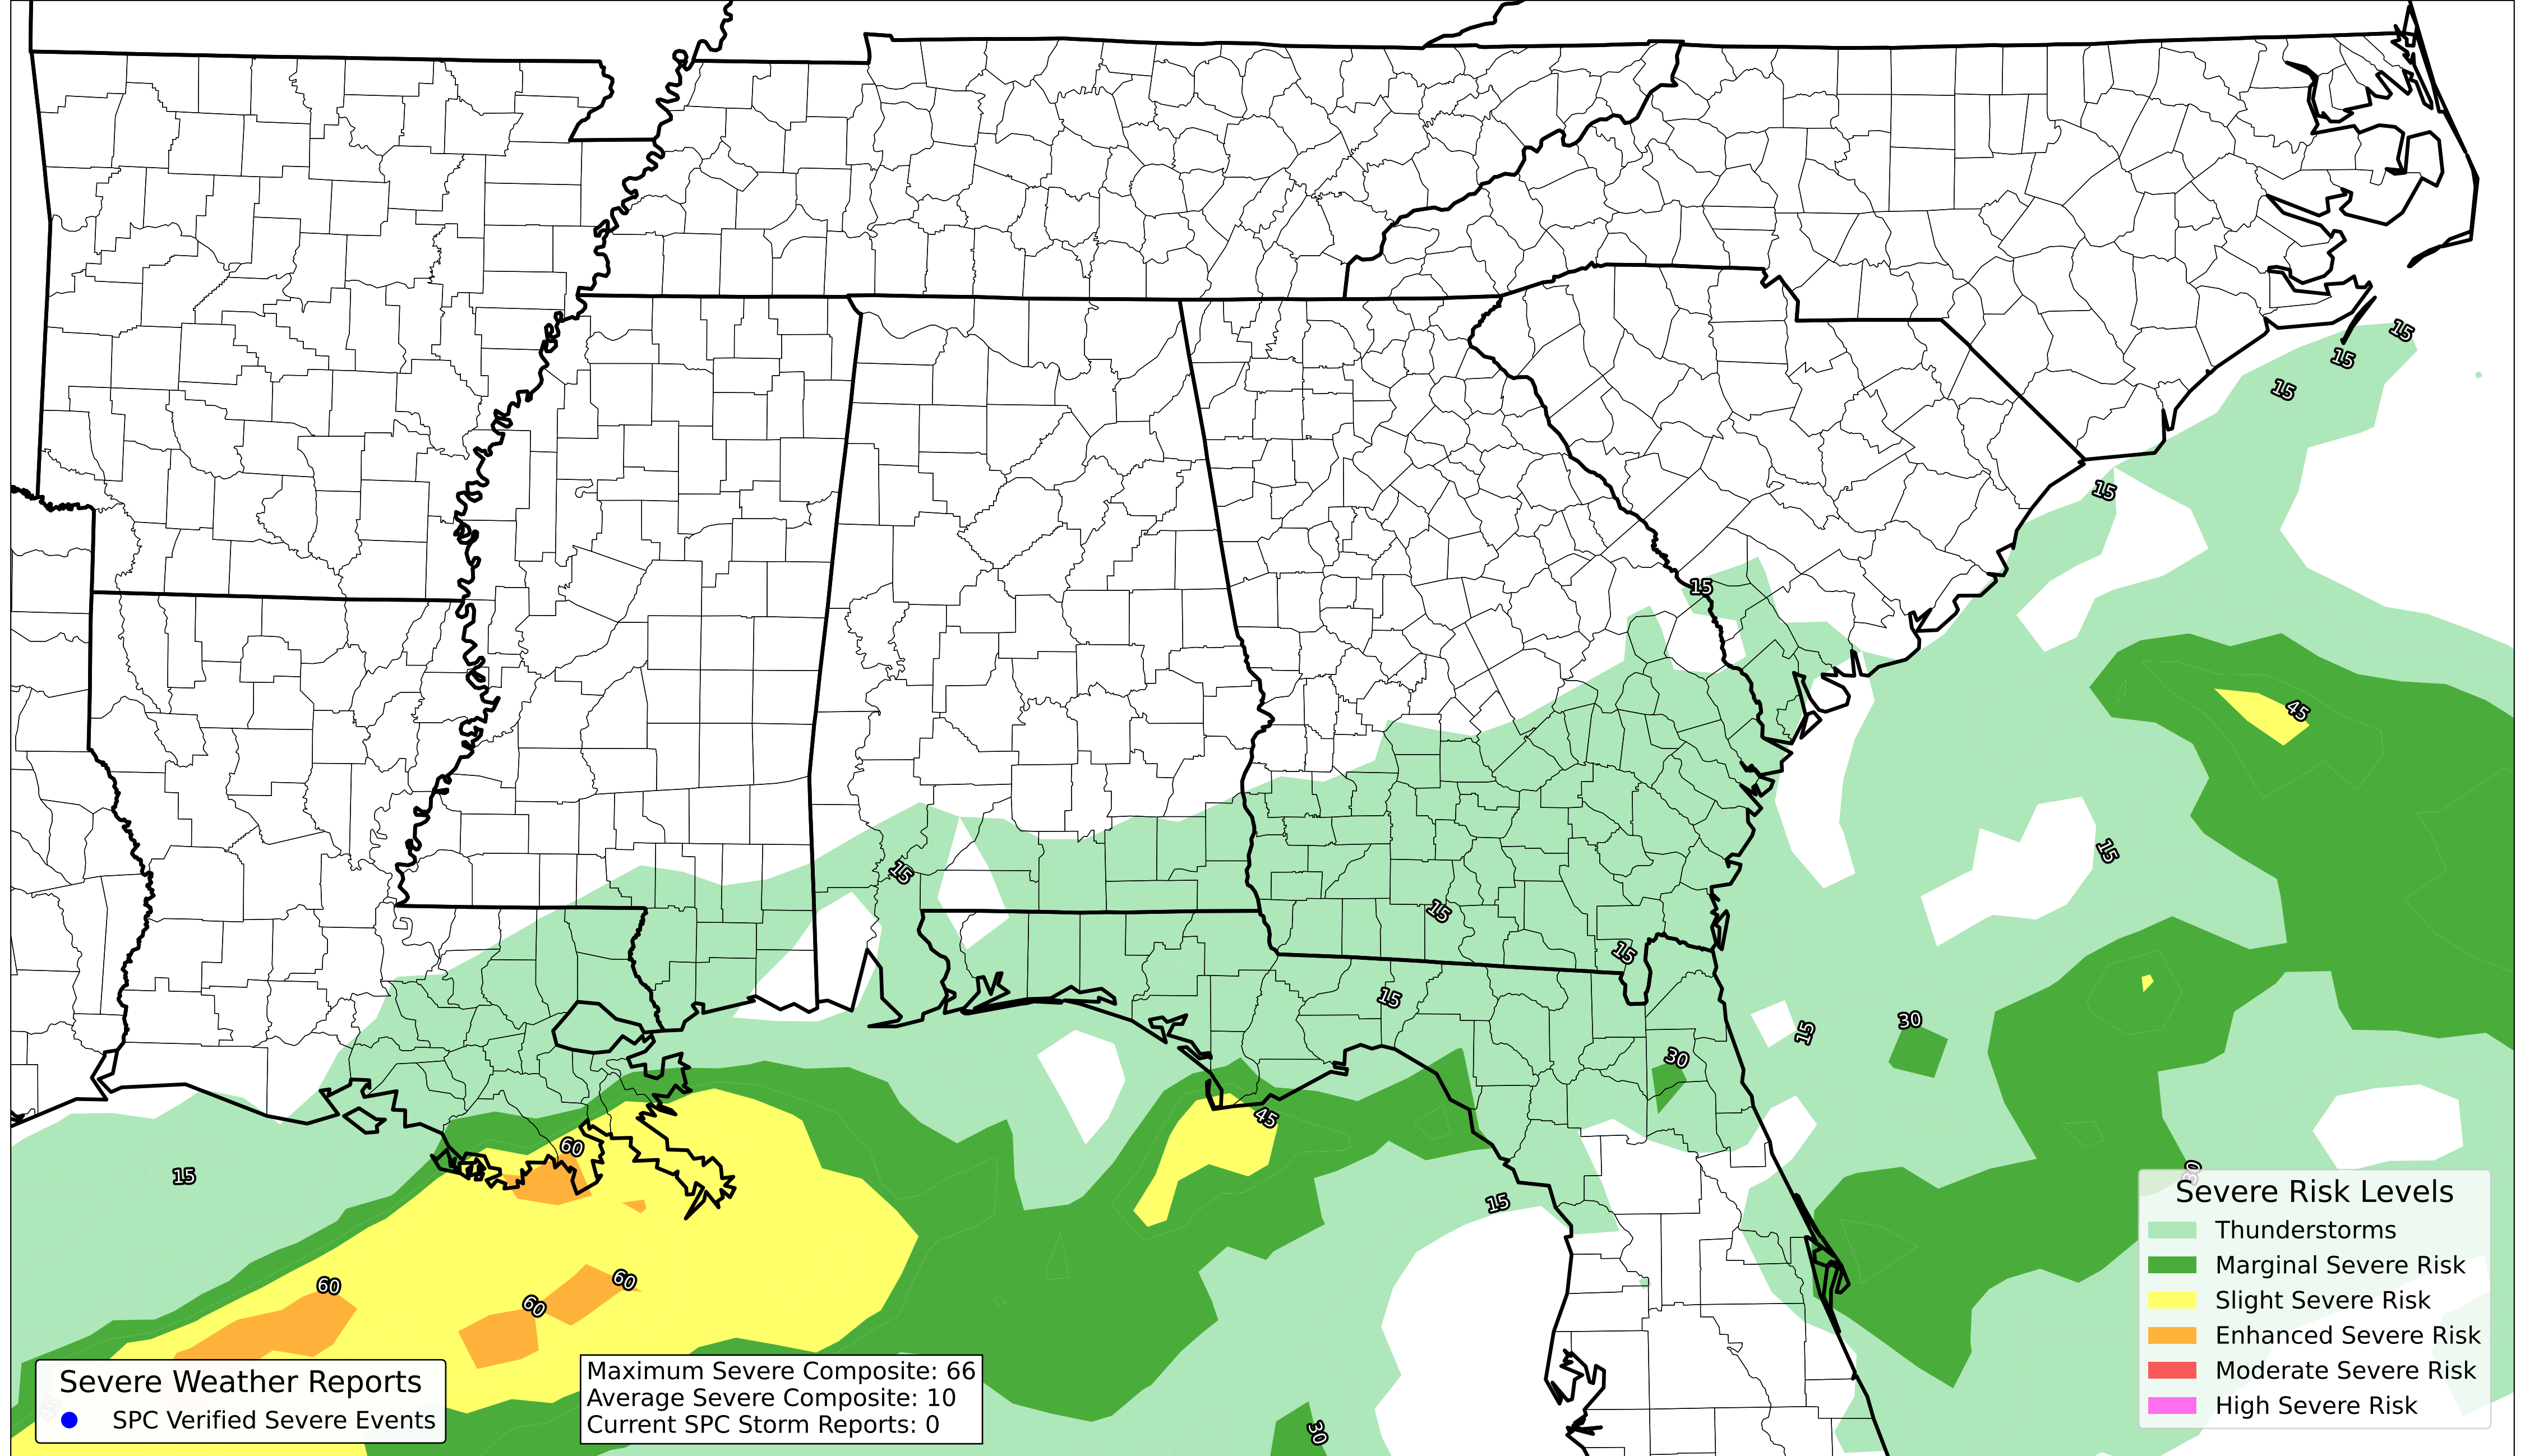 15
15
15
15
15
45
15
15
15
15
15
30
15
30
45
60
15
30
15
60
60
60
30
Severe Risk Levels
Thunderstorms
Marginal Severe Risk
Slight Severe Risk
Enhanced Severe Risk
Moderate Severe Risk
High Severe Risk
Severe Weather Reports
SPC Verified Severe Events
Maximum Severe Composite: 66
Average Severe Composite: 10
Current SPC Storm Reports: 0